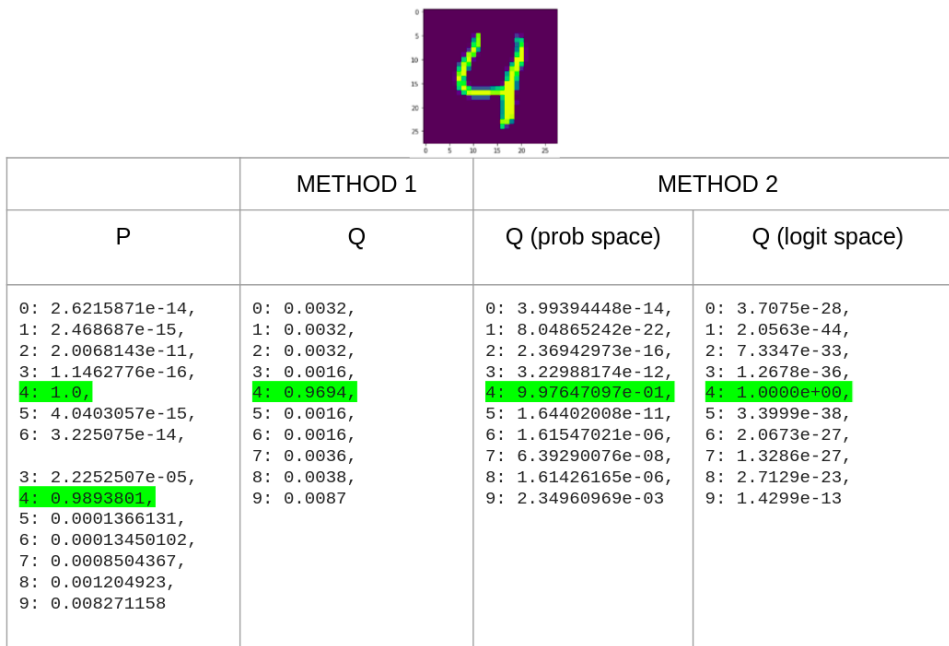 0
5
10
15
20
25
0 5 10 15 20 25
METHOD 1 METHOD 2
P Q Q (prob space) Q (logit space)
0: 2.6215871e-14,
1: 2.468687e-15,
2: 2.0068143e-11,
3: 1.1462776e-16,
4: 1.0,
5: 4.0403057e-15,
6: 3.225075e-14,
3: 2.2252507e-05,
4: 0.9893801,
5: 0.0001366131,
6: 0.00013450102,
7: 0.0008504367,
8: 0.001204923,
9: 0.008271158
0: 0.0032,
1: 0.0032,
2: 0.0032,
3: 0.0016,
4: 0.9694,
5: 0.0016,
6: 0.0016,
7: 0.0036,
8: 0.0038,
9: 0.0087
0: 3.99394448e-14,
1: 8.04865242e-22,
2: 2.36942973e-16,
3: 3.22988174e-12,
4: 9.97647097e-01,
5: 1.64402008e-11,
6: 1.61547021e-06,
7: 6.39290076e-08,
8: 1.61426165e-06,
9: 2.34960969e-03
0: 3.7075e-28,
1: 2.0563e-44,
2: 7.3347e-33,
3: 1.2678e-36,
4: 1.0000e+00,
5: 3.3999e-38,
6: 2.0673e-27,
7: 1.3286e-27,
8: 2.7129e-23,
9: 1.4299e-13